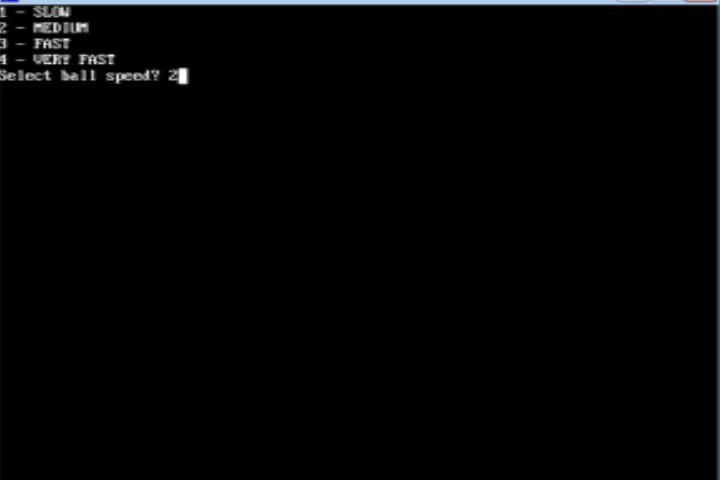 1 - SLOW
2 - MEDIUM
3 - FAST
4 - VERY FAST
Select ball speed? 2